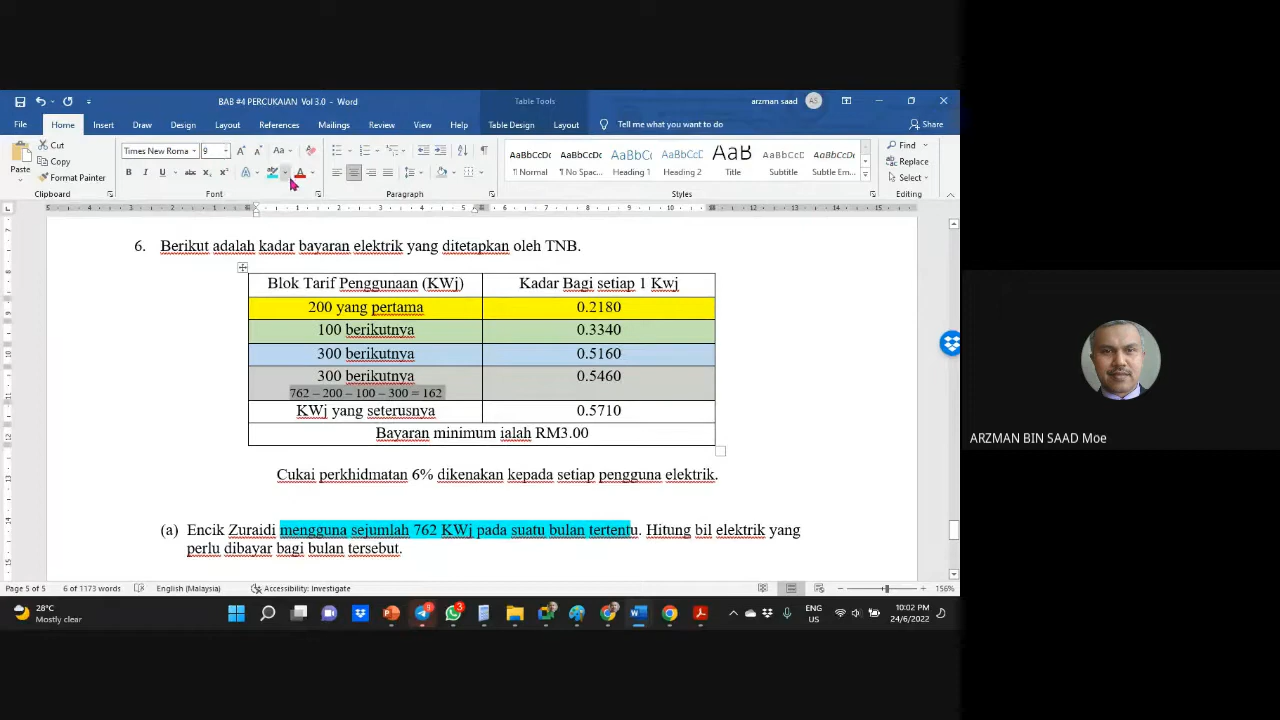 BAB #4 PERCUKAIAN Vol 3.0 - Word
Table Tools
arzman saad
AS
File Home Insert Draw Design Layout References Mailings Review View Help Table Design Layout Tell me what you want to do Share
Paste
Cut
Copy
Format Painter
Clipboard
Times New Roma 9
Font
Paragraph
AaBbCcDc AaBbCcDc AaBbC AaBbCcD AaB AaBbCcD AaBbCcDc
¶ Normal ¶ No Spac... Heading 1 Heading 2 Title Subtitle Subtle Em...
Styles
Find
Replace
Select
Editing
6. Berikut adalah kadar bayaran elektrik yang ditetapkan oleh TNB.
Blok Tarif Penggunaan (KWj) Kadar Bagi setiap 1 Kwj
200 yang pertama 0.2180
100 berikutnya 0.3340
300 berikutnya 0.5160
300 berikutnya 0.5460
762 – 200 – 100 – 300 = 162
KWj yang seterusnya 0.5710
Bayaran minimum ialah RM3.00
Cukai perkhidmatan 6% dikenakan kepada setiap pengguna elektrik.
(a) Encik Zuraidi mengguna sejumlah 762 KWj pada suatu bulan tertentu. Hitung bil elektrik yang
perlu dibayar bagi bulan tersebut.
ARZMAN BIN SAAD Moe
Page 5 of 5 6 of 1173 words English (Malaysia) Accessibility: Investigate 156%
28°C
Mostly clear
ENG
US
10:02 PM
24/6/2022